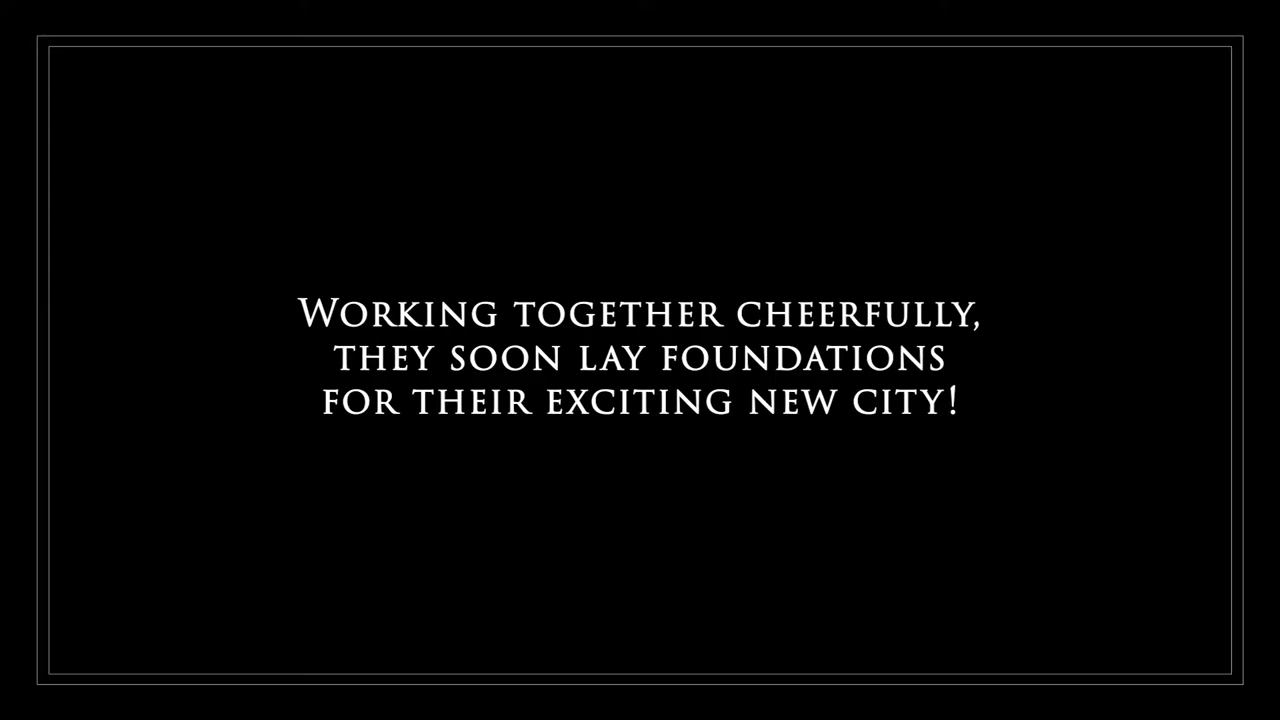 Working together cheerfully,
they soon lay foundations
for their exciting new city!